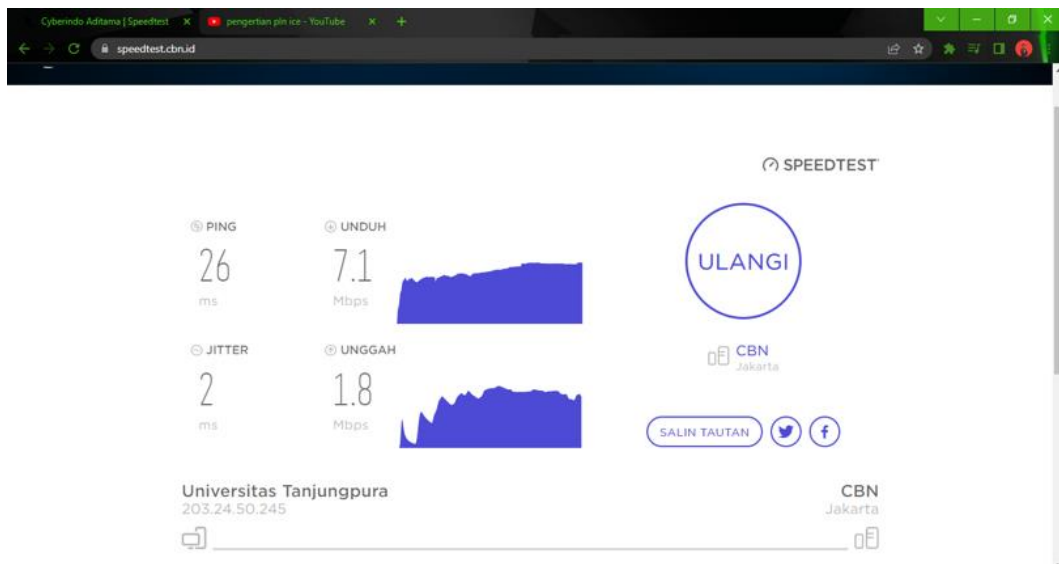 Cyberindo Aditama | Speedtest
pengertian pln ice - YouTube
speedtest.cbn.id
SPEEDTEST
PING
26
ms
UNDUH
7.1
Mbps
ULANGI
JITTER
2
ms
UNGGAH
1.8
Mbps
CBN
Jakarta
SALIN TAUTAN
Universitas Tanjungpura
203.24.50.245
CBN
Jakarta